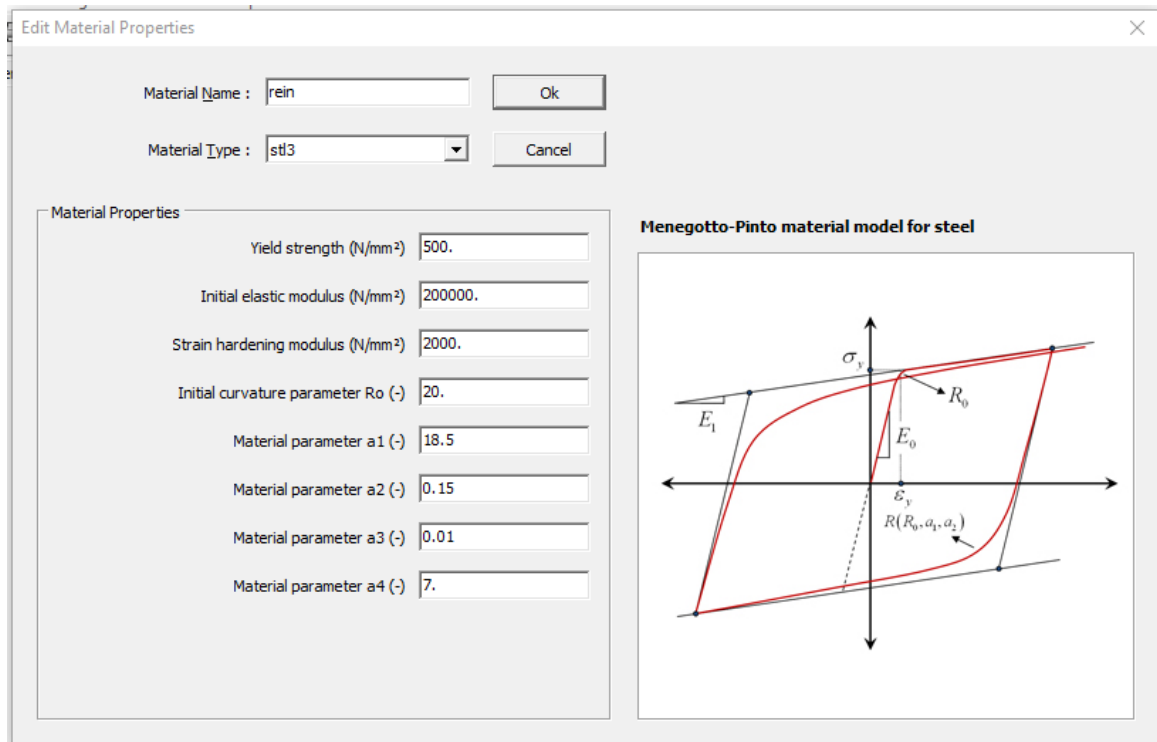 Edit Material Properties
Material Name : rein
Ok
Material Type : stl3
Cancel
Material Properties
Yield strength (N/mm²) 500.
Initial elastic modulus (N/mm²) 200000.
Strain hardening modulus (N/mm²) 2000.
Initial curvature parameter Ro (-) 20.
Material parameter a1 (-) 18.5
Material parameter a2 (-) 0.15
Material parameter a3 (-) 0.01
Material parameter a4 (-) 7.
Menegotto-Pinto material model for steel
σy
R₀
E₁
E₀
εy
R(R₀,a₁,a₂)